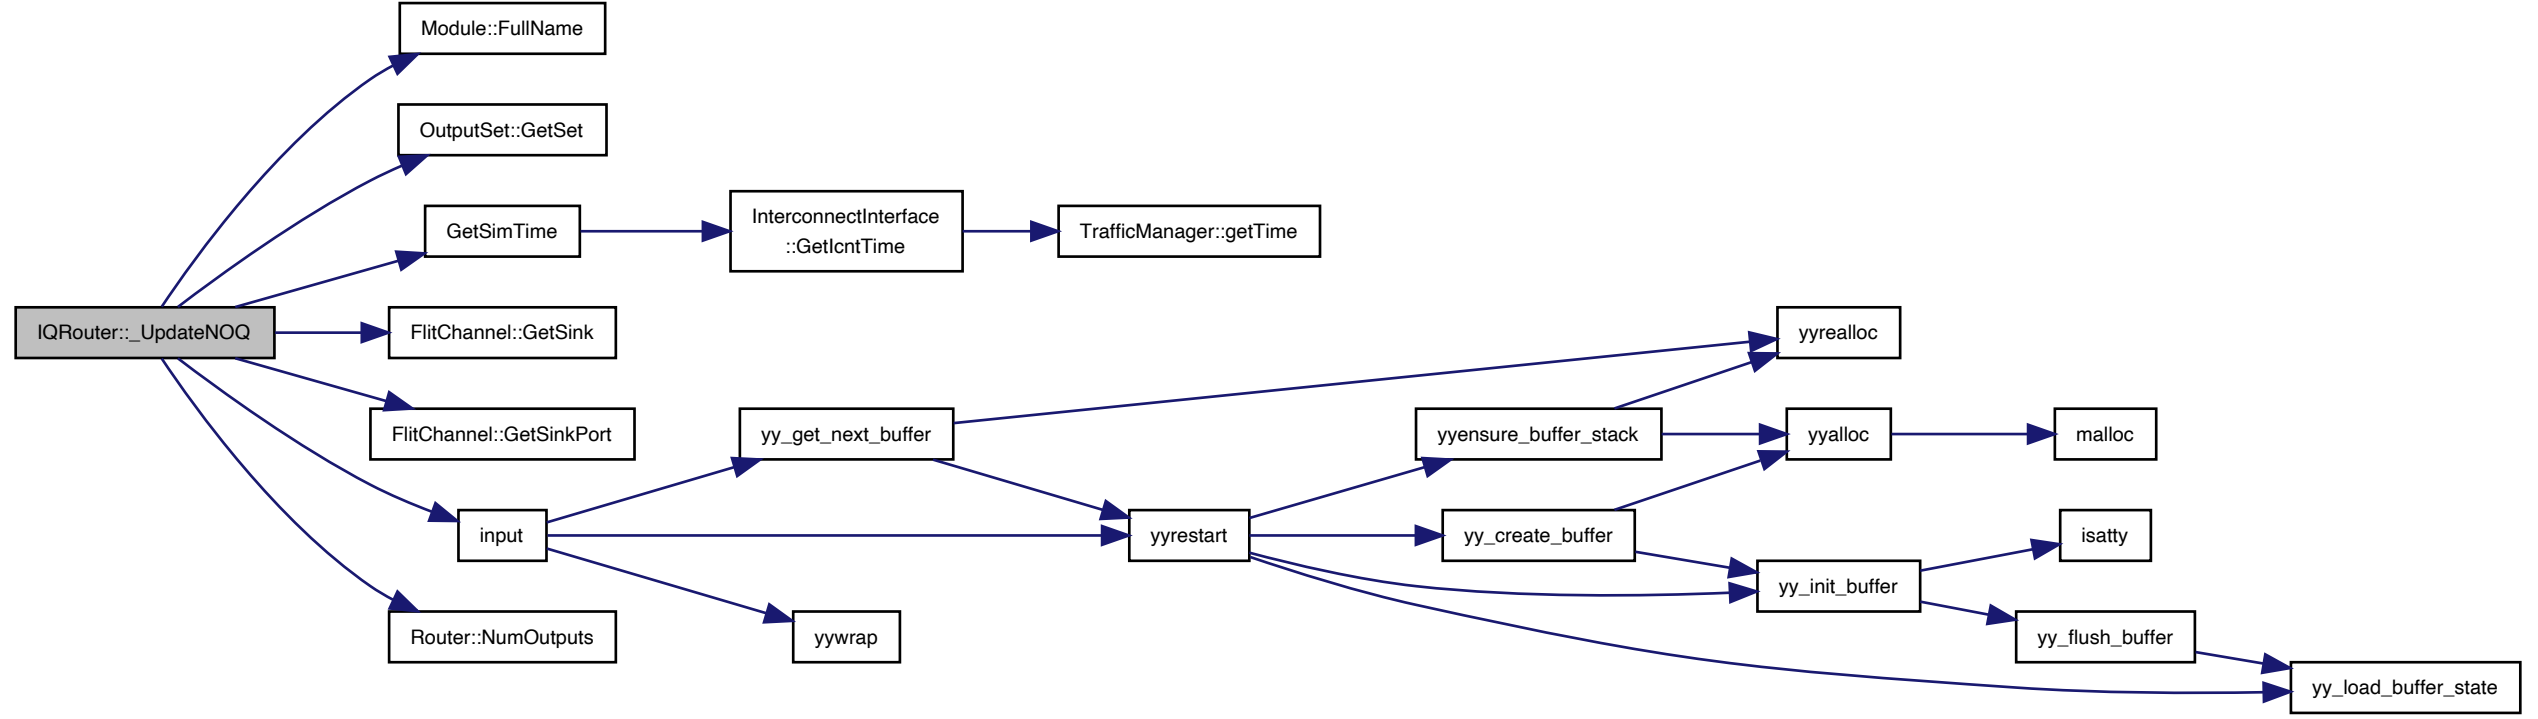 Module::FullName
OutputSet::GetSet
GetSimTime
InterconnectInterface
::GetIcntTime
TrafficManager::getTime
IQRouter::_UpdateNOQ
FlitChannel::GetSink
yyrealloc
FlitChannel::GetSinkPort
yy_get_next_buffer
yyensure_buffer_stack
yyalloc
malloc
input
yyrestart
yy_create_buffer
isatty
yy_init_buffer
Router::NumOutputs
yywrap
yy_flush_buffer
yy_load_buffer_state